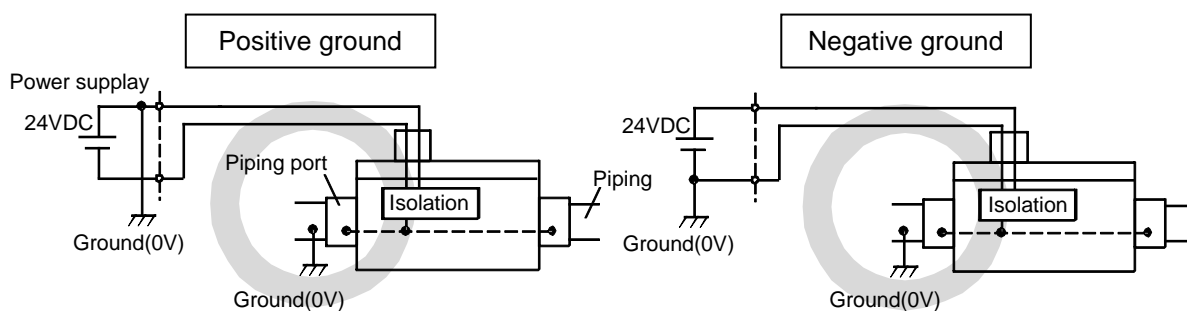 Positive ground
Power supplay
24VDC
Piping port
Piping
Isolation
Ground(0V)
Ground(0V)
Negative ground
24VDC
Isolation
Ground(0V)
Ground(0V)